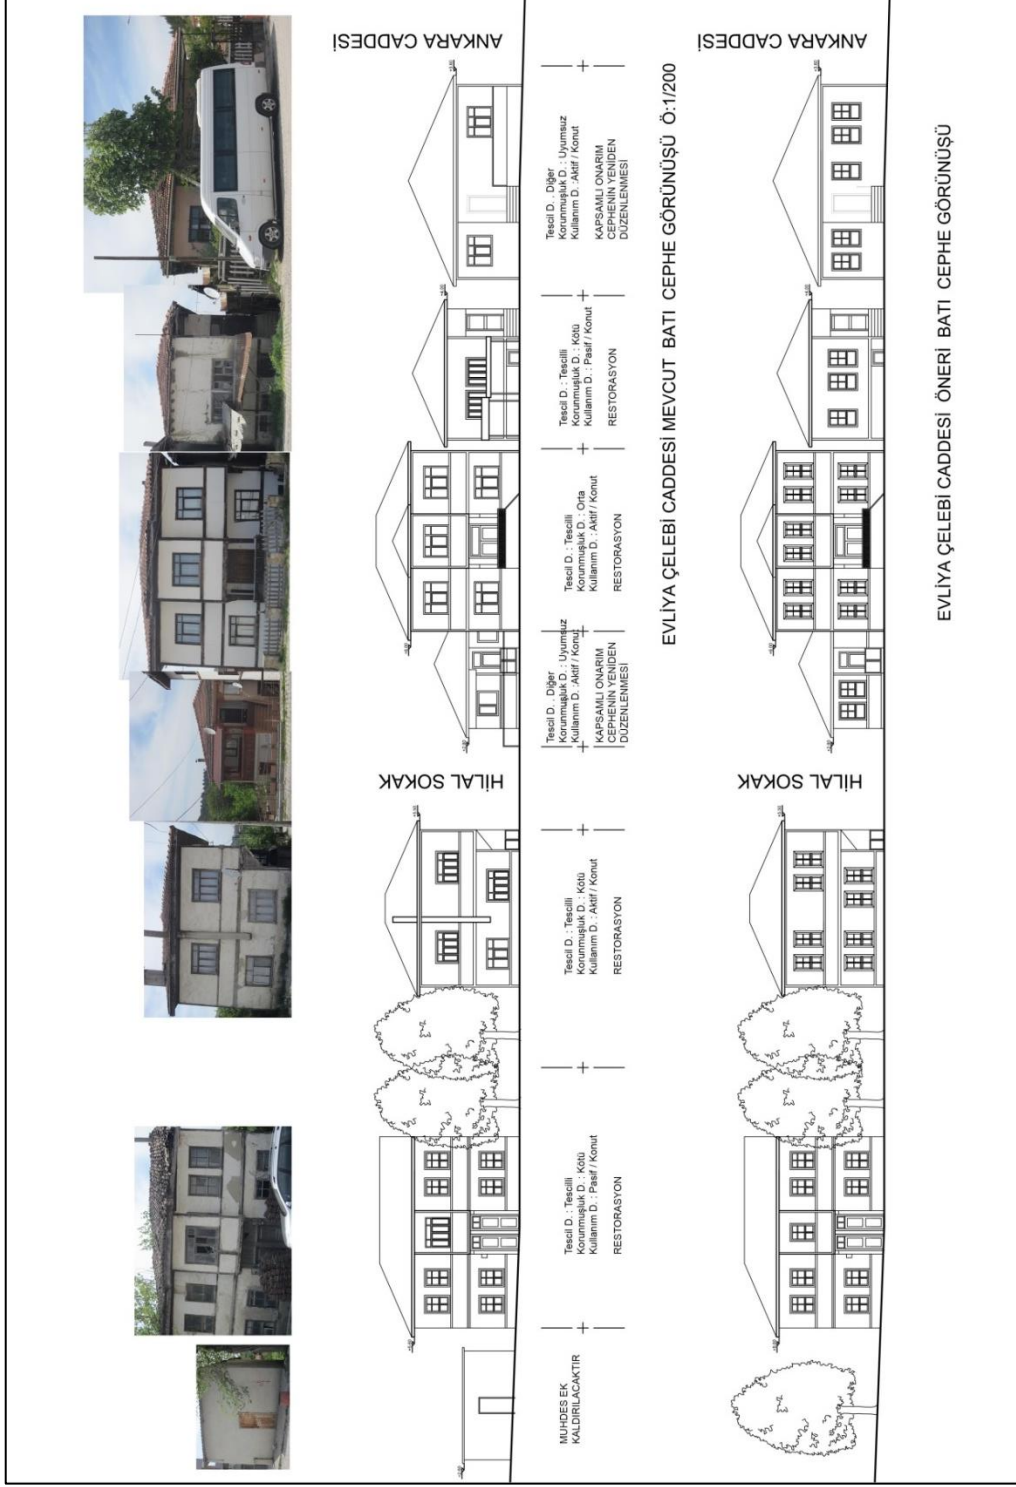 ANKARA CADDESİ
HİLAL SOKAK
MUHDES EK
KALDIRILACAKTIR
Tescil D. : Tescilli
Korunmuşluk D. : Kötü
Kullanım D. : Pasif / Konut
RESTORASYON
Tescil D. : Tescilli
Korunmuşluk D. : Kötü
Kullanım D. : Aktif / Konut
RESTORASYON
Tescil D. . Diğer
Korunmuşluk D. : Uyumsuz
Kullanım D. :Aktif / Konut
KAPSAMLI ONARIM
CEPHENİN YENİDEN
DÜZENLENMESİ
Tescil D. : Tescilli
Korunmuşluk D. : Orta
Kullanım D. : Aktif / Konut
RESTORASYON
Tescil D. : Tescilli
Korunmuşluk D. : Kötü
Kullanım D. : Pasif / Konut
RESTORASYON
Tescil D. . Diğer
Korunmuşluk D. : Uyumsuz
Kullanım D. :Aktif / Konut
KAPSAMLI ONARIM
CEPHENİN YENİDEN
DÜZENLENMESİ
EVLİYA ÇELEBİ CADDESİ MEVCUT BATI CEPHE GÖRÜNÜŞÜ Ö:1/200
ANKARA CADDESİ
HİLAL SOKAK
EVLİYA ÇELEBİ CADDESİ ÖNERİ BATI CEPHE GÖRÜNÜŞÜ